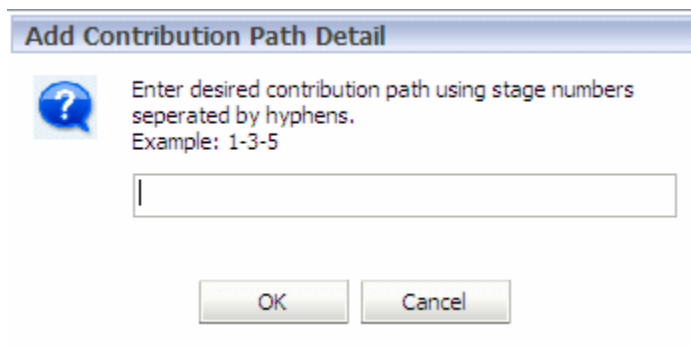 Add Contribution Path Detail
Enter desired contribution path using stage numbers
seperated by hyphens.
Example: 1-3-5
OK
Cancel